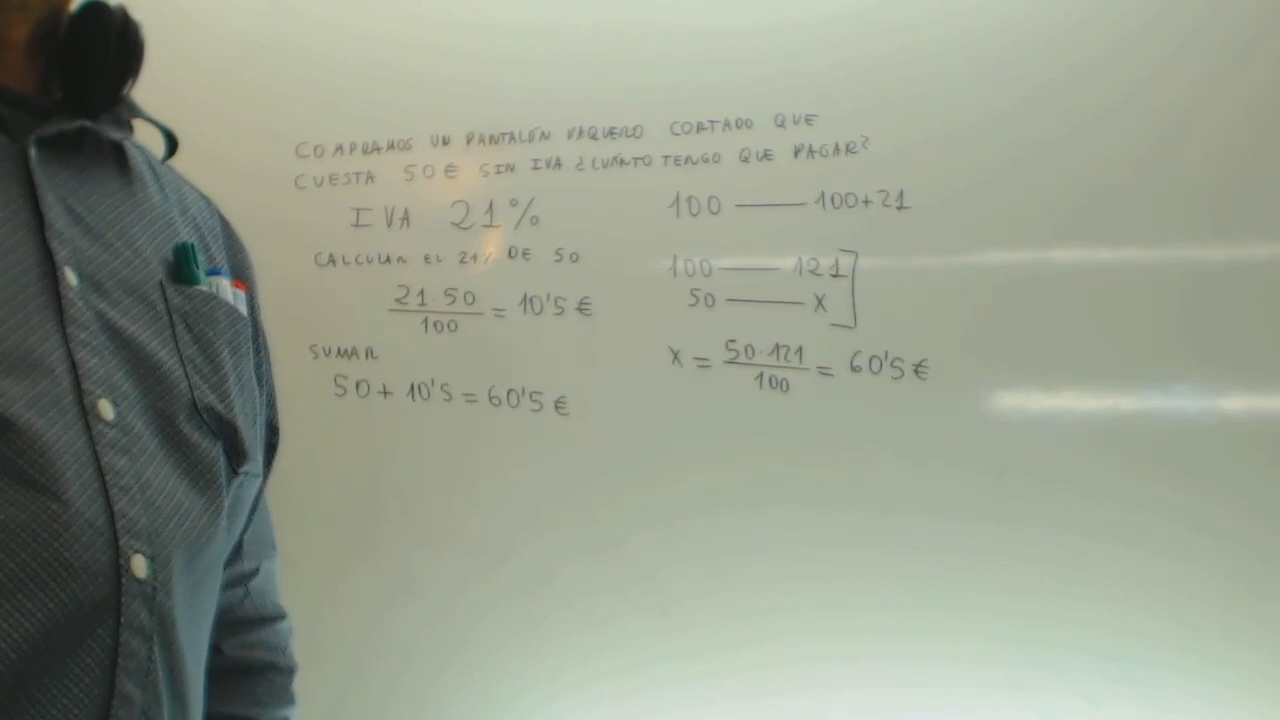 COMPRAMOS UN PANTALÓN VAQUERO CORTADO QUE
CUESTA 50€ SIN IVA ¿CUÁNTO TENGO QUE PAGAR?
IVA 21%
CALCULAR EL 21% DE 50
21·50
100
= 10'5€
SUMAR
50 + 10'5 = 60'5€
100 — 100+21
100 — 121
50 — X
X = 50·121
100
= 60'5€